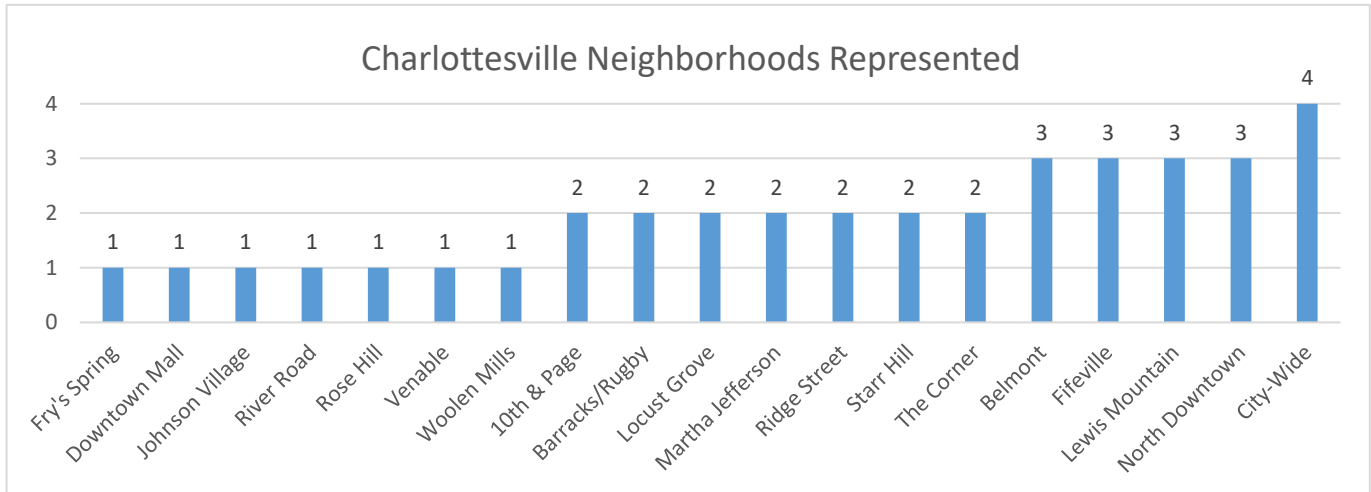 Charlottesville Neighborhoods Represented
4
3
2
1
0
1
1
1
1
1
1
1
2
2
2
2
2
2
2
3
3
3
3
4
Fry's Spring
Downtown Mall
Johnson Village
River Road
Rose Hill
Venable
Woolen Mills
10th & Page
Barracks/Rugby
Locust Grove
Martha Jefferson
Ridge Street
Starr Hill
The Corner
Belmont
Fifeville
Lewis Mountain
North Downtown
City-Wide